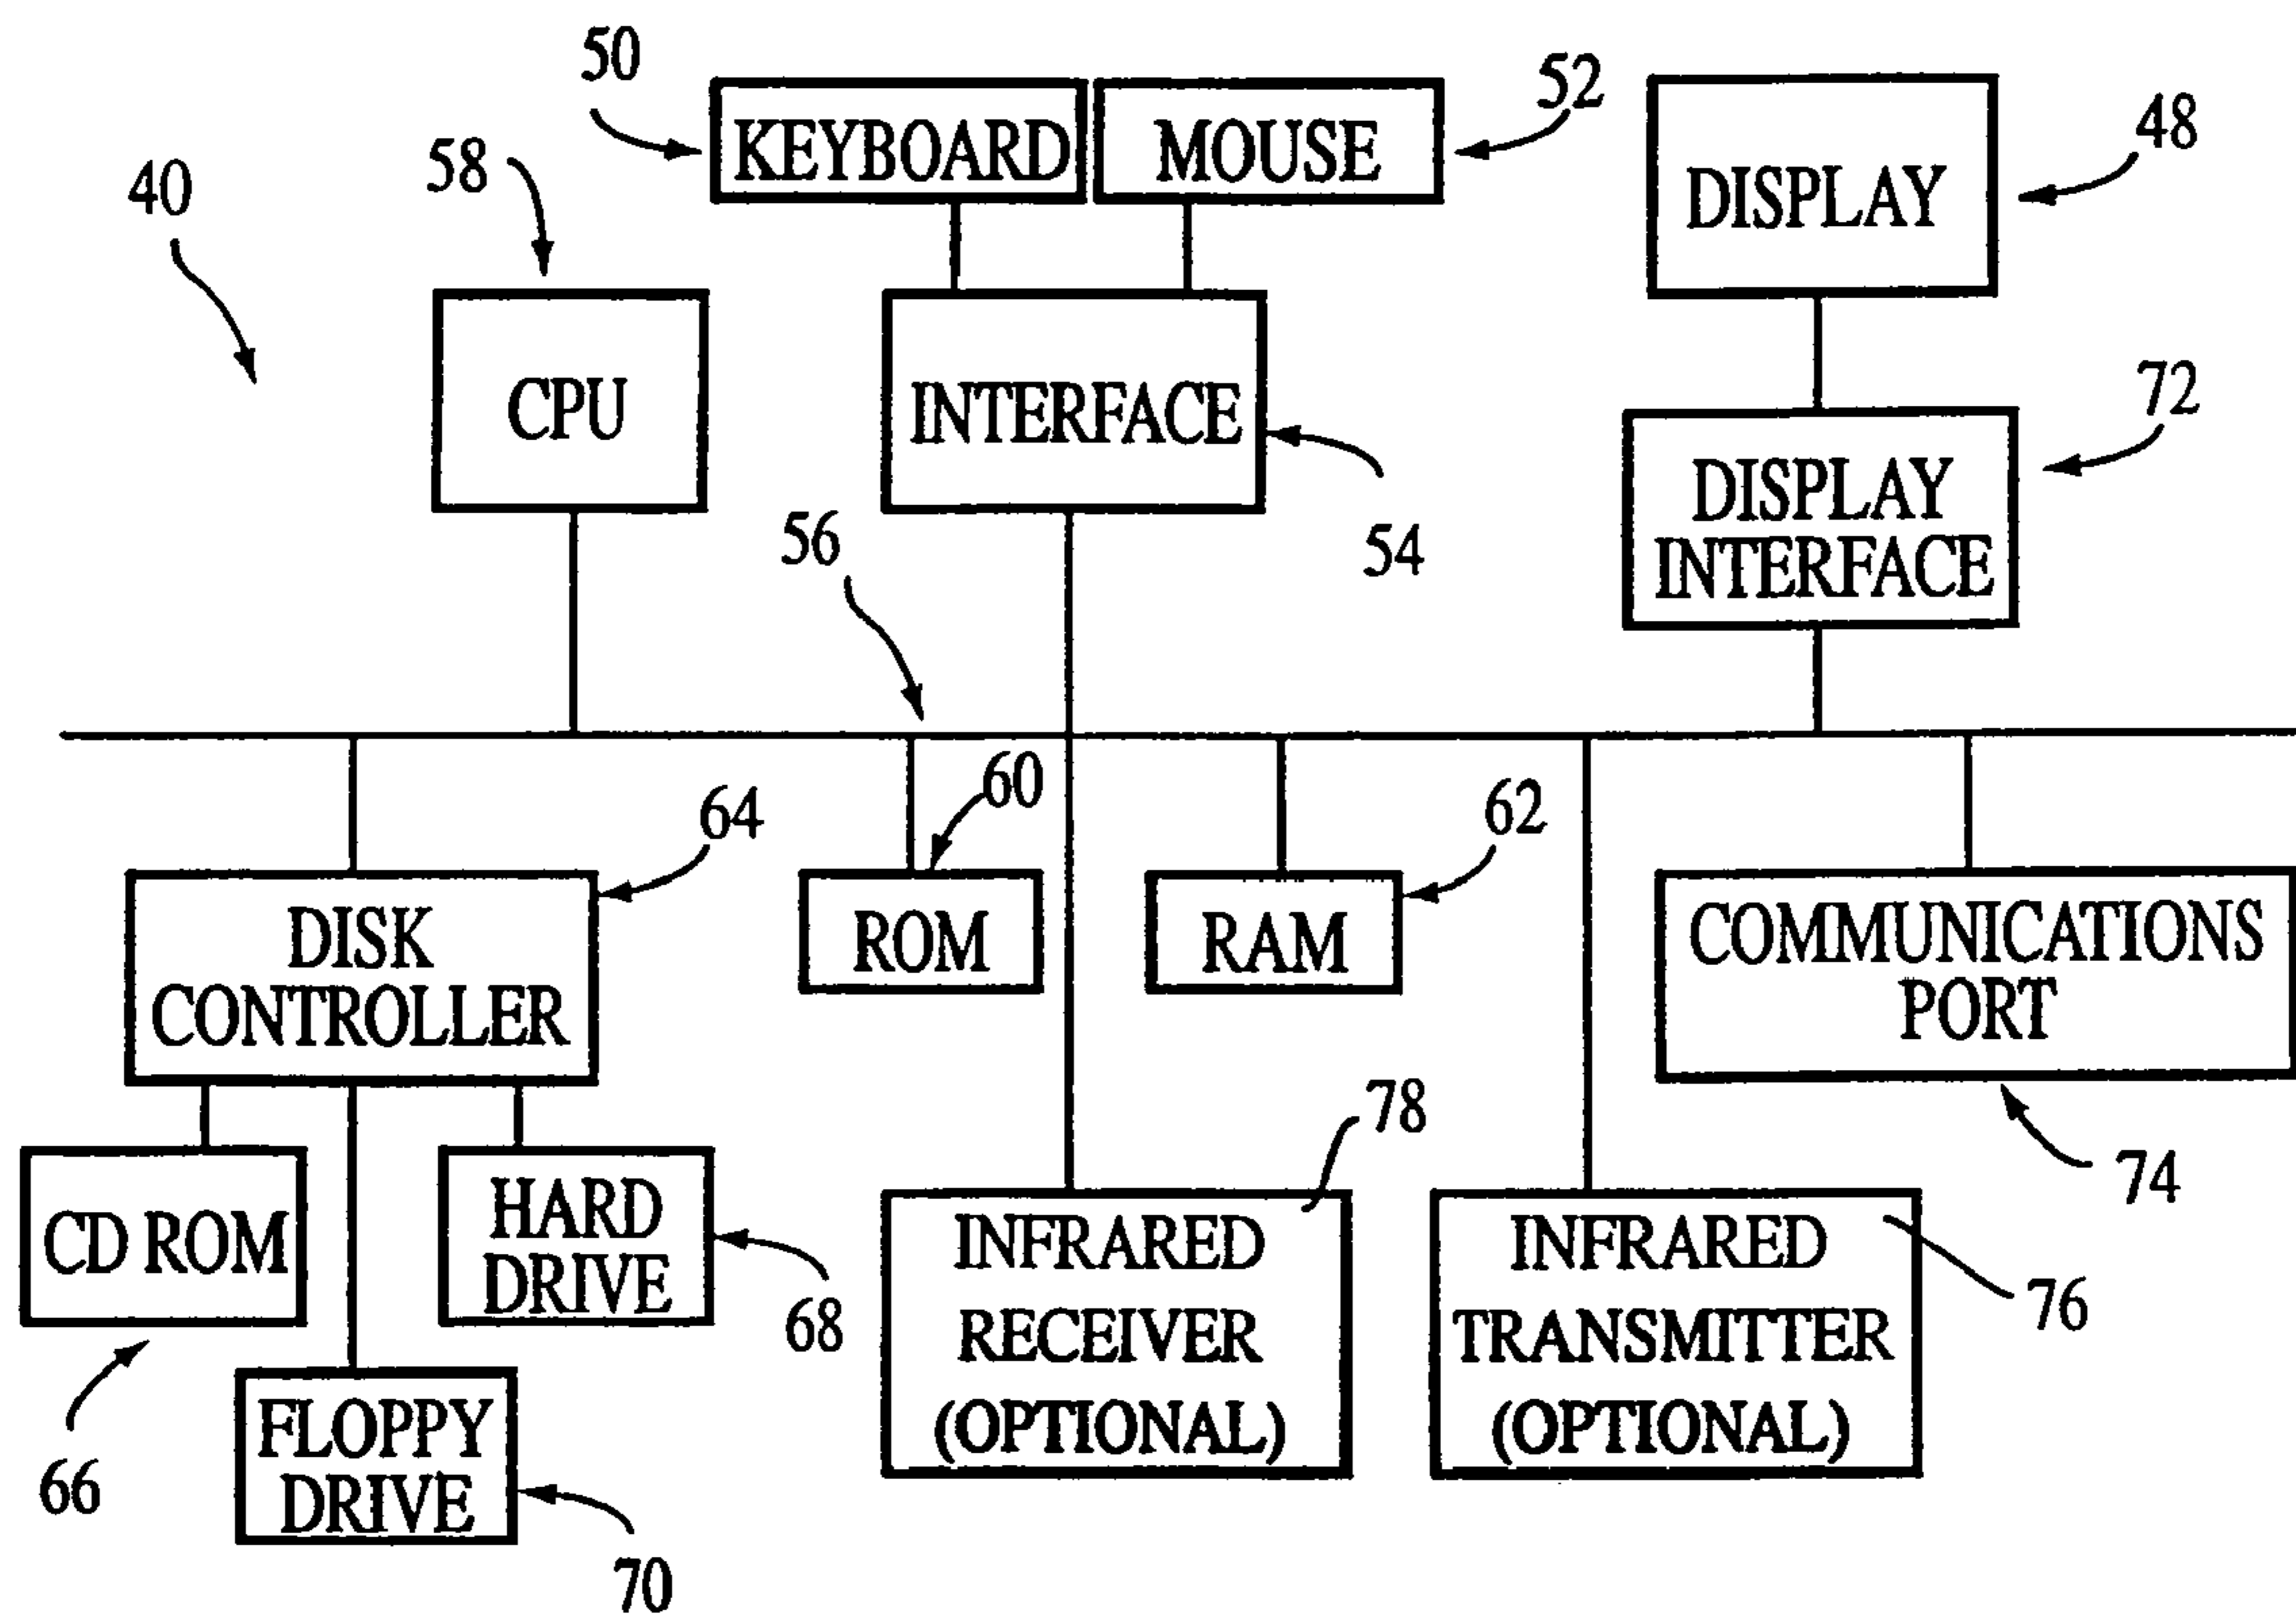 50
KEYBOARD
MOUSE
52
58
40
DISPLAY
48
CPU
INTERFACE
54
72
DISPLAY
INTERFACE
56
60
64
62
DISK
CONTROLLER
ROM
RAM
COMMUNICATIONS
PORT
74
78
CD ROM
HARD
DRIVE
68
INFRARED
RECEIVER
(OPTIONAL)
INFRARED
TRANSMITTER
(OPTIONAL)
76
66
FLOPPY
DRIVE
70